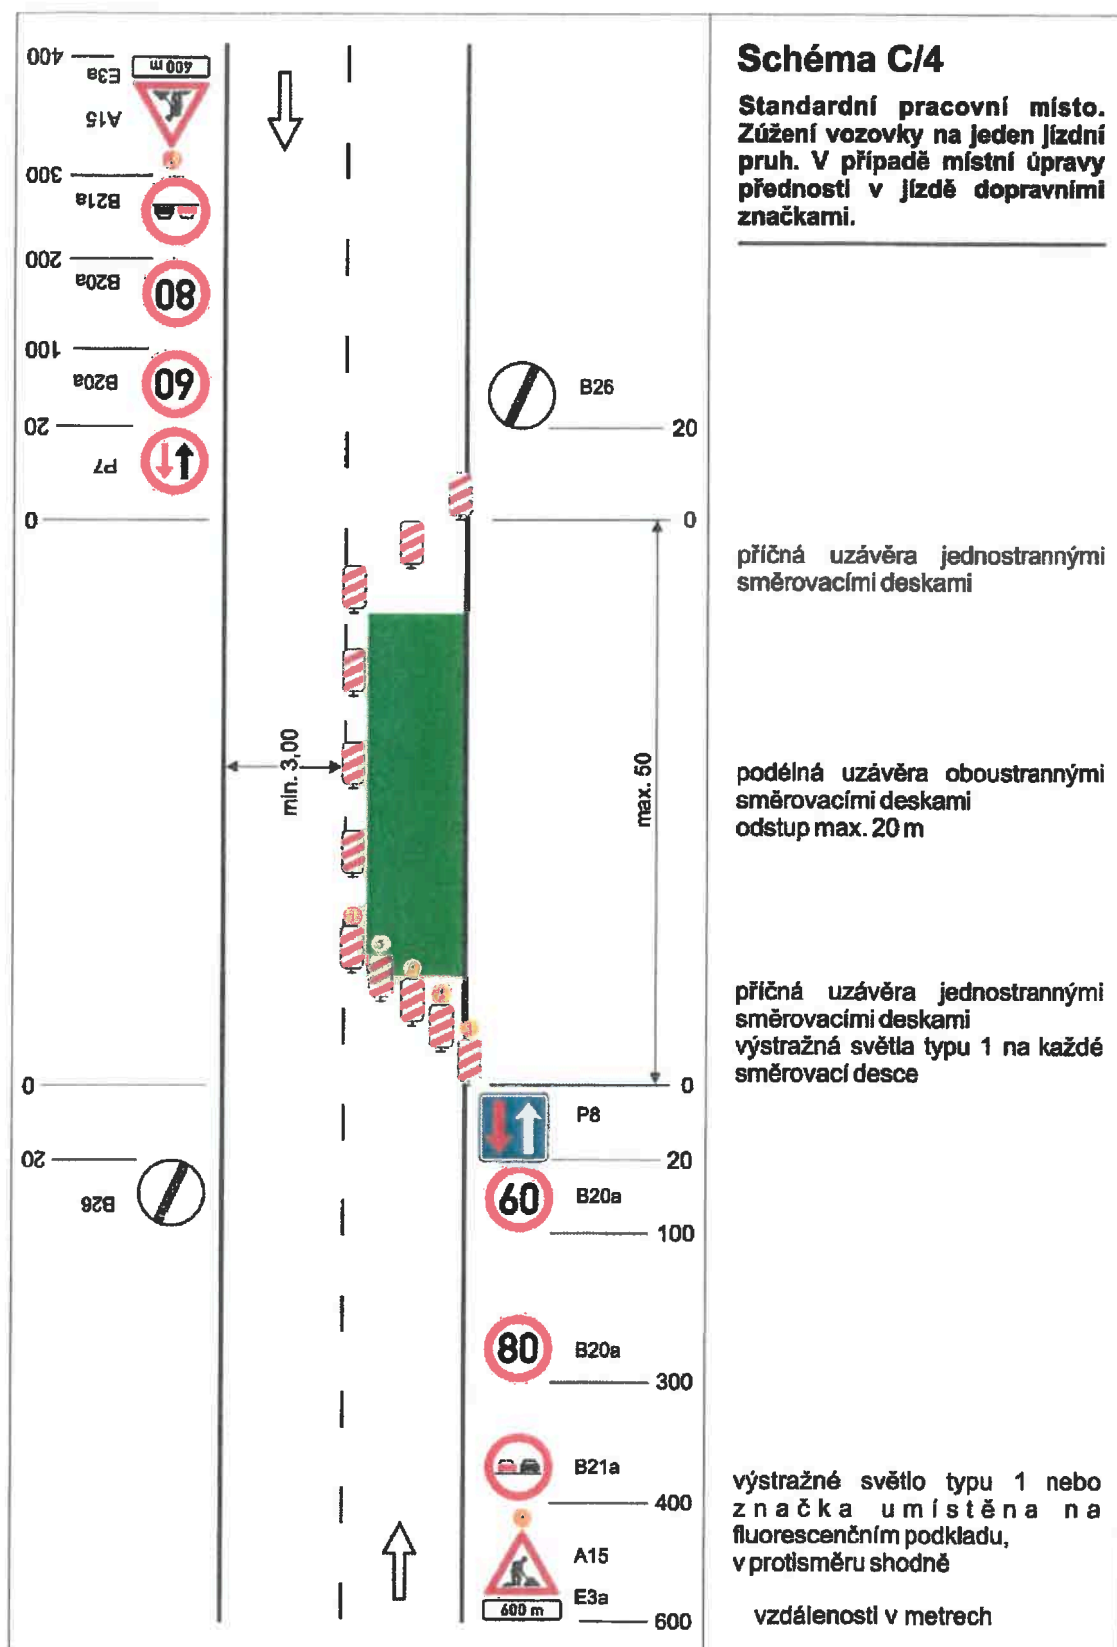 Schéma C/4
Standardní pracovní místo.
Zúžení vozovky na jeden jízdní
pruh. V případě místní úpravy
přednosti v jízdě dopravními
značkami.
400
E3a
600 m
A15
300
B21a
200
B20a
80
100
B20a
60
20
P7
0
B26
20
0
příčná uzávěra jednostrannými
směrovacími deskami
min. 3,00
max. 50
podélná uzávěra oboustrannými
směrovacími deskami
odstup max. 20 m
příčná uzávěra jednostrannými
směrovacími deskami
výstražná světla typu 1 na každé
směrovací desce
0
0
P8
20
20
B26
60
B20a
100
80
B20a
300
B21a
400
výstražné světlo typu 1 nebo
značka umístěna na
fluorescenčním podkladu,
v protisměru shodně
A15
E3a
600 m
600
vzdálenosti v metrech